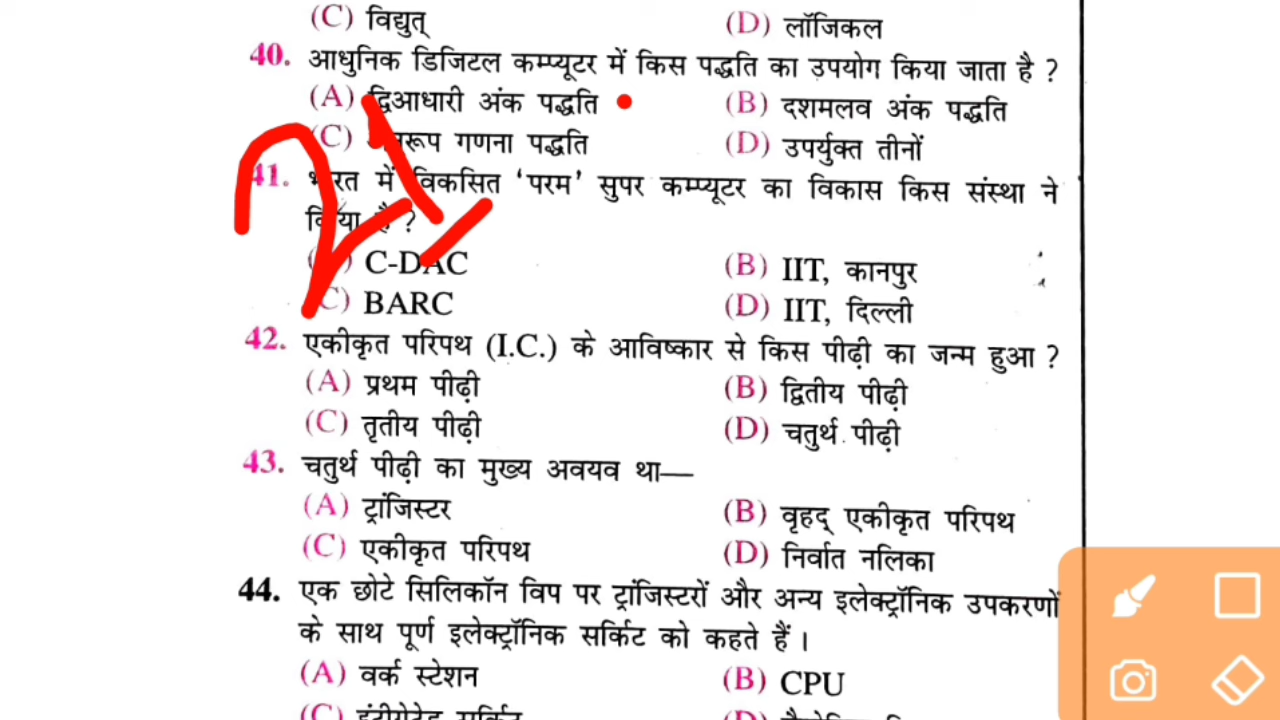 (C) विद्युत् (D) लॉजिकल
40. आधुनिक डिजिटल कम्प्यूटर में किस पद्धति का उपयोग किया जाता है ?
(A) द्विआधारी अंक पद्धति (B) दशमलव अंक पद्धति
(C) गणना पद्धति (D) उपर्युक्त तीनों
41. भारत में विकसित ‘परम’ सुपर कम्प्यूटर का विकास किस संस्था ने
किया है ?
C-DAC (B) IIT, कानपुर
(C) BARC (D) IIT, दिल्ली
42. एकीकृत परिपथ (I.C.) के आविष्कार से किस पीढ़ी का जन्म हुआ ?
(A) प्रथम पीढ़ी (B) द्वितीय पीढ़ी
(C) तृतीय पीढ़ी (D) चतुर्थ पीढ़ी
43. चतुर्थ पीढ़ी का मुख्य अवयव था—
(A) ट्रांजिस्टर (B) वृहद् एकीकृत परिपथ
(C) एकीकृत परिपथ (D) निर्वात नलिका
44. एक छोटे सिलिकॉन विप पर ट्रांजिस्टरों और अन्य इलेक्ट्रॉनिक उपकरणों
के साथ पूर्ण इलेक्ट्रॉनिक सर्किट को कहते हैं ।
(A) वर्क स्टेशन (B) CPU
21